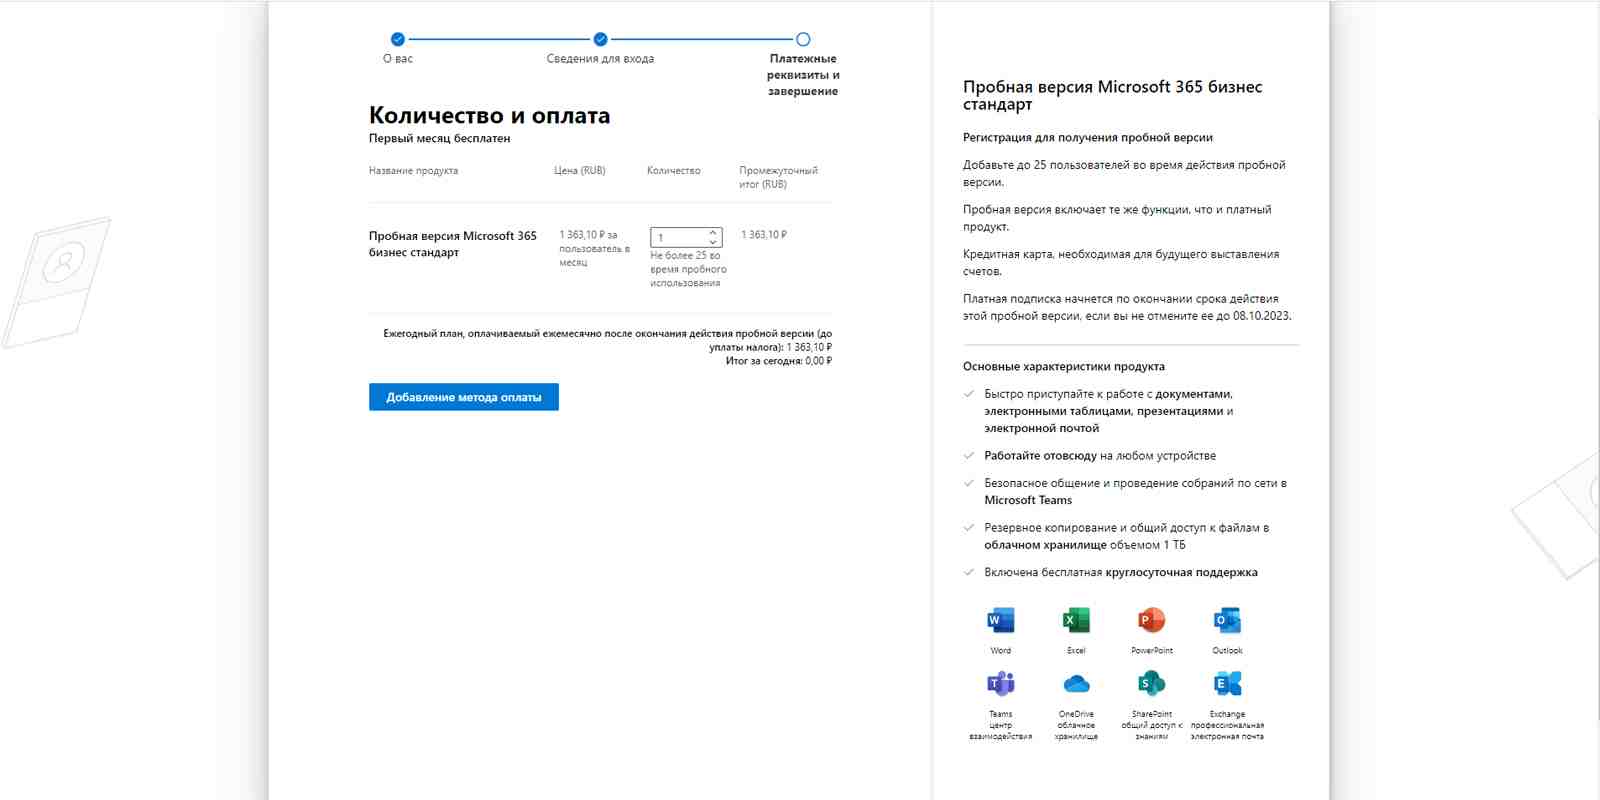 О вас
Сведения для входа
Платежные
реквизиты и
завершение
Количество и оплата
Первый месяц бесплатен
Название продукта
Цена (RUB)
Количество
Промежуточный
итог (RUB)
Пробная версия Microsoft 365
бизнес стандарт
1 363,10 ₽ за
пользователь в
месяц
1
Не более 25 во
время пробного
использования
1 363,10 ₽
Ежегодный план, оплачиваемый ежемесячно после окончания действия пробной версии (до
уплаты налога): 1 363,10 ₽
Итог за сегодня: 0,00 ₽
Добавление метода оплаты
Пробная версия Microsoft 365 бизнес
стандарт
Регистрация для получения пробной версии
Добавьте до 25 пользователей во время действия пробной
версии.
Пробная версия включает те же функции, что и платный
продукт.
Кредитная карта, необходимая для будущего выставления
счетов.
Платная подписка начнется по окончании срока действия
этой пробной версии, если вы не отмените ее до 08.10.2023.
Основные характеристики продукта
Быстро приступайте к работе с документами,
электронными таблицами, презентациями и
электронной почтой
Работайте отовсюду на любом устройстве
Безопасное общение и проведение собраний по сети в
Microsoft Teams
Резервное копирование и общий доступ к файлам в
облачном хранилище объемом 1 ТБ
Включена бесплатная круглосуточная поддержка
Word
Excel
PowerPoint
Outlook
Teams
центр
взаимодействия
OneDrive
облачное
хранилище
SharePoint
общий доступ к
знаниям
Exchange
профессиональная
электронная почта